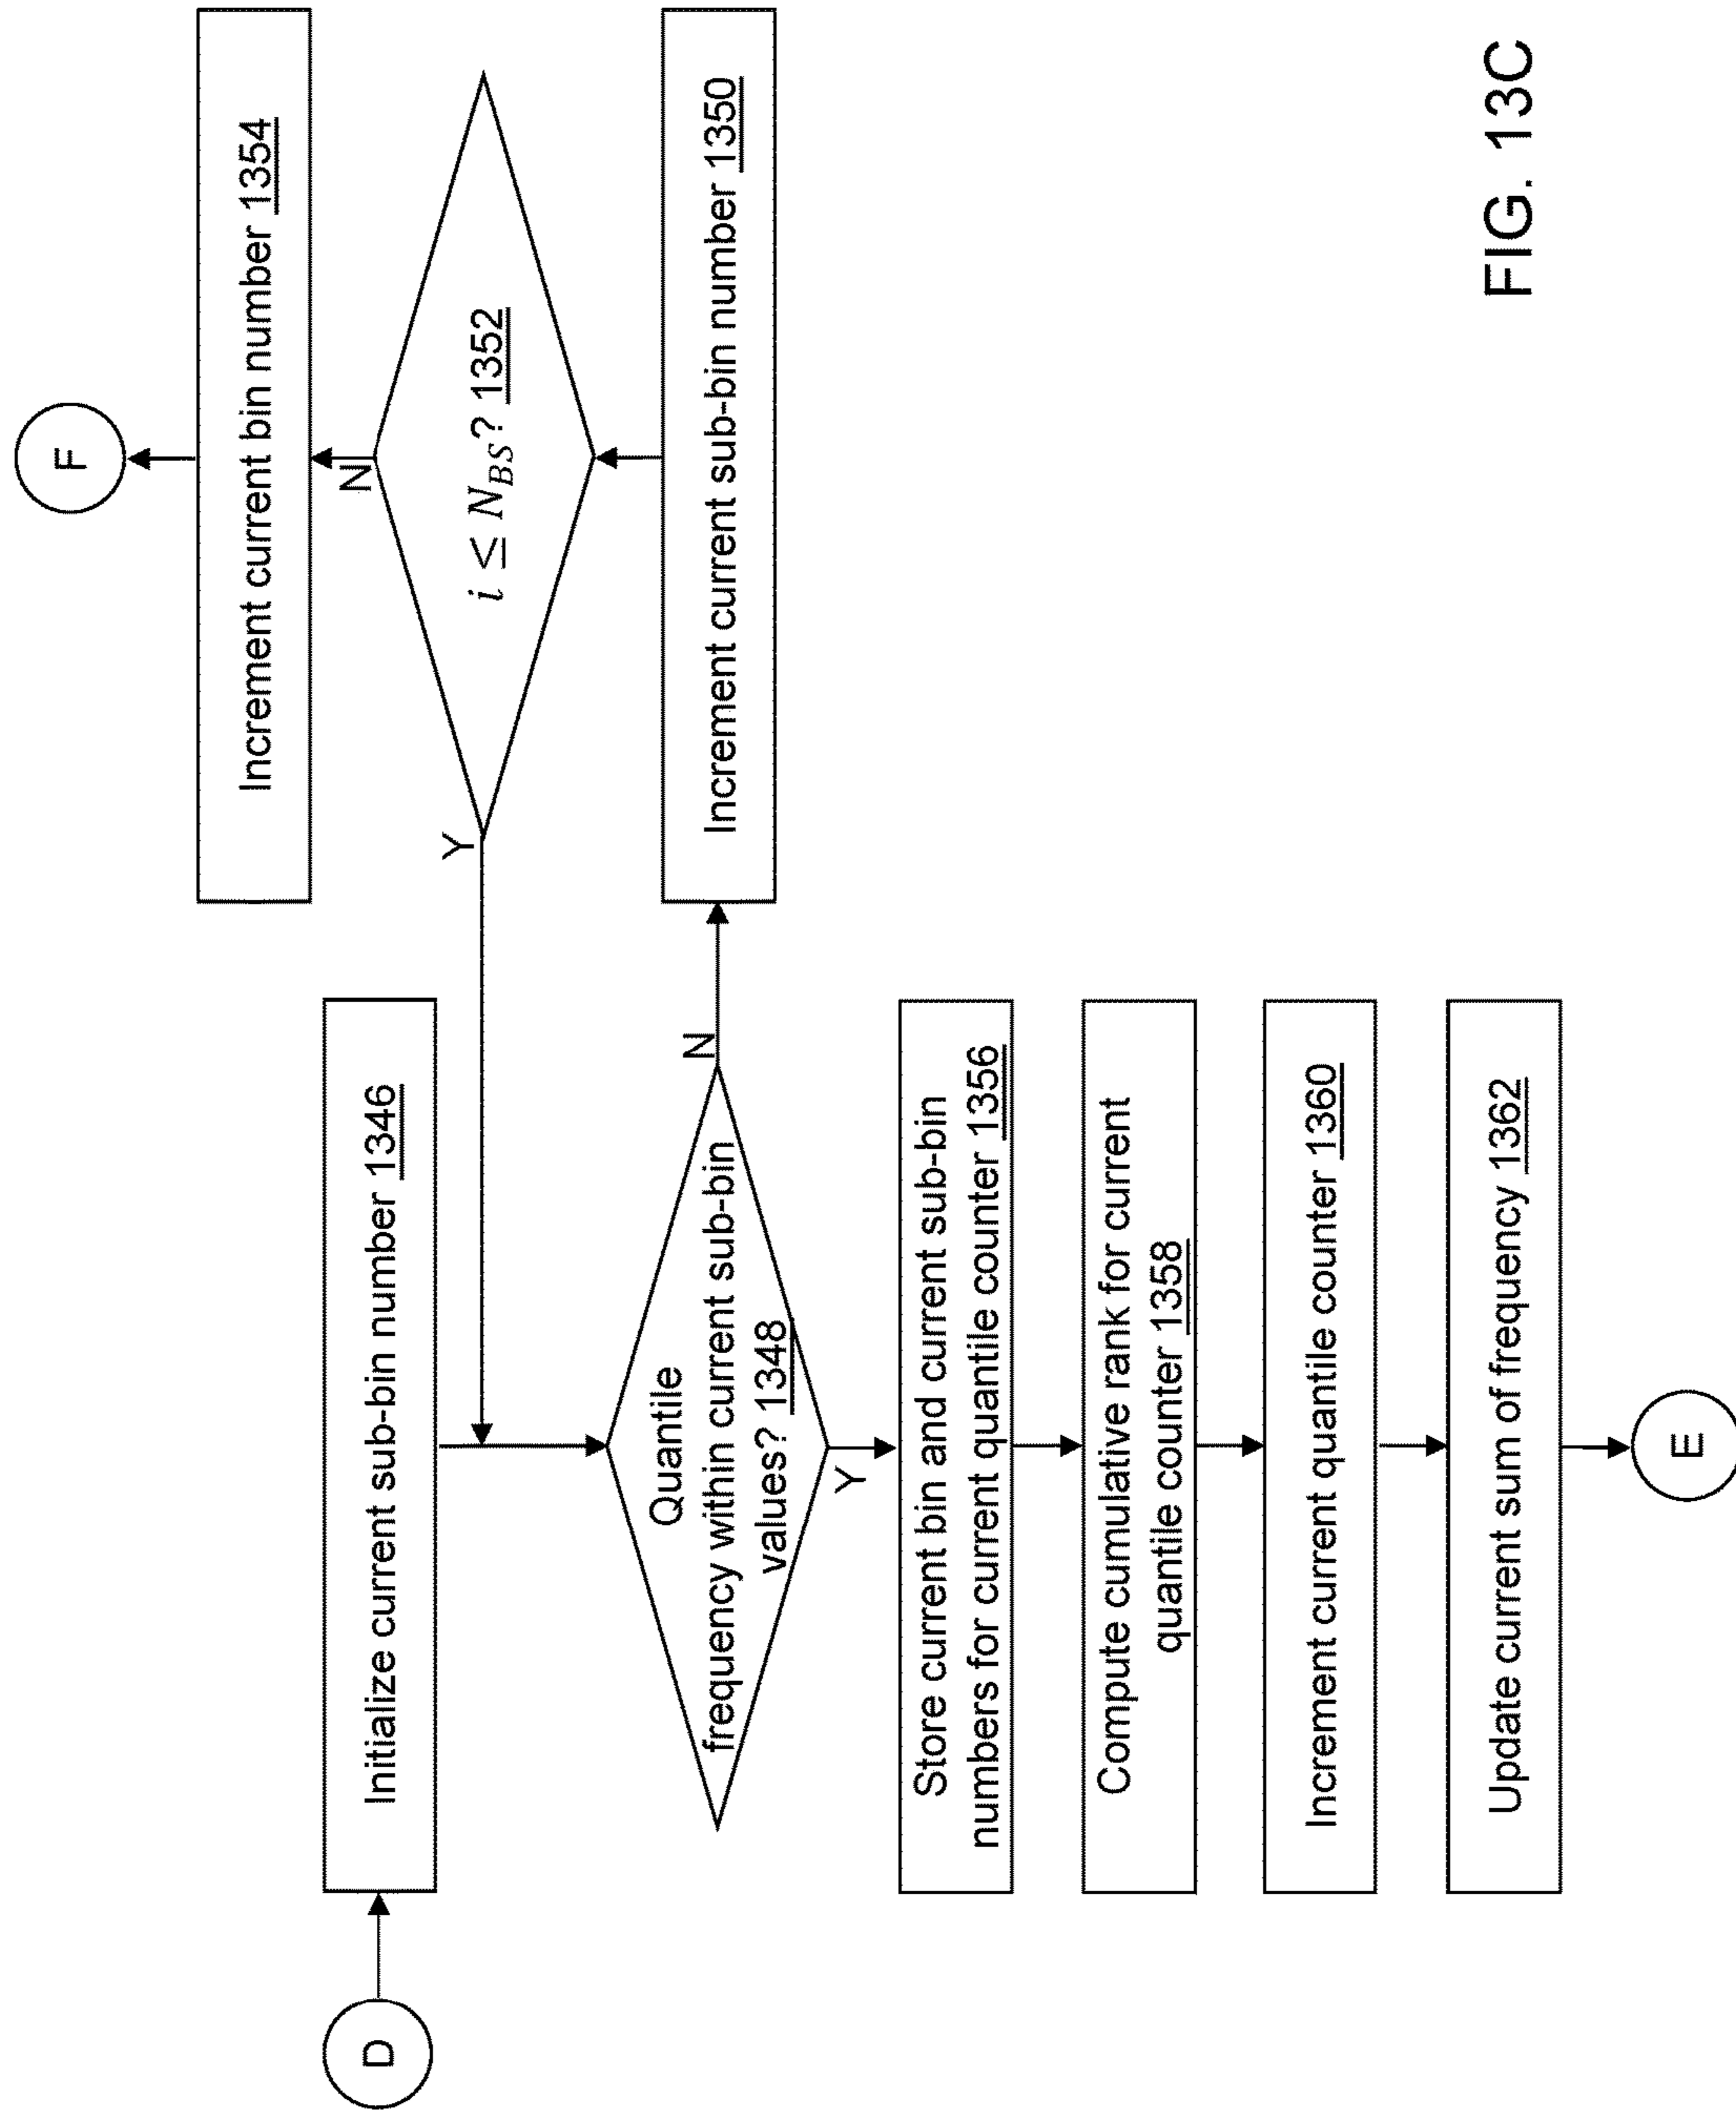 D
Initialize current sub-bin number 1346
Quantile
frequency within current sub-bin
values? 1348
N
Y
Store current bin and current sub-bin
numbers for current quantile counter 1356
Compute cumulative rank for current
quantile counter 1358
Increment current quantile counter 1360
Update current sum of frequency 1362
E
F
Increment current bin number 1354
N
i ≤ N_{BS}? 1352
Y
Increment current sub-bin number 1350
FIG. 13C